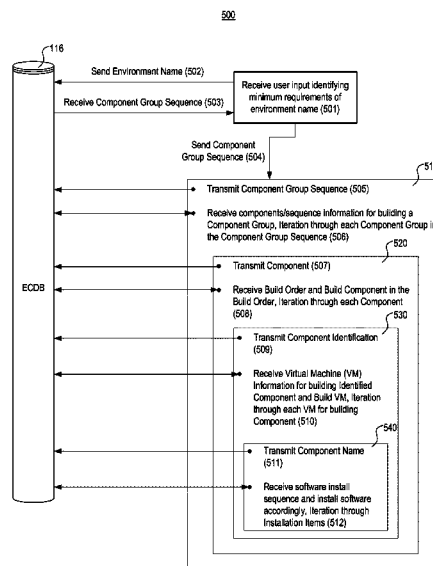 500
116
Send Environment Name (502)
Receive Component Group Sequence (503)
Receive user input identifying
minimum requirements of
environment name (501)
Send Component
Group Sequence (504)
51
Transmit Component Group Sequence (505)
Receive components/sequence information for building a
Component Group, Iteration through each Component Group in
the Component Group Sequence (506)
520
Transmit Component (507)
Receive Build Order and Build Component in the
Build Order, Iteration through each Component
(508)
530
ECDB
Transmit Component Identification
(509)
Receive Virtual Machine (VM)
Information for building Identified
Component and Build VM, Iteration
through each VM for building
Component (510)
540
Transmit Component Name
(511)
Receive software install
sequence and install software
accordingly, Iteration through
Installation Items (512)